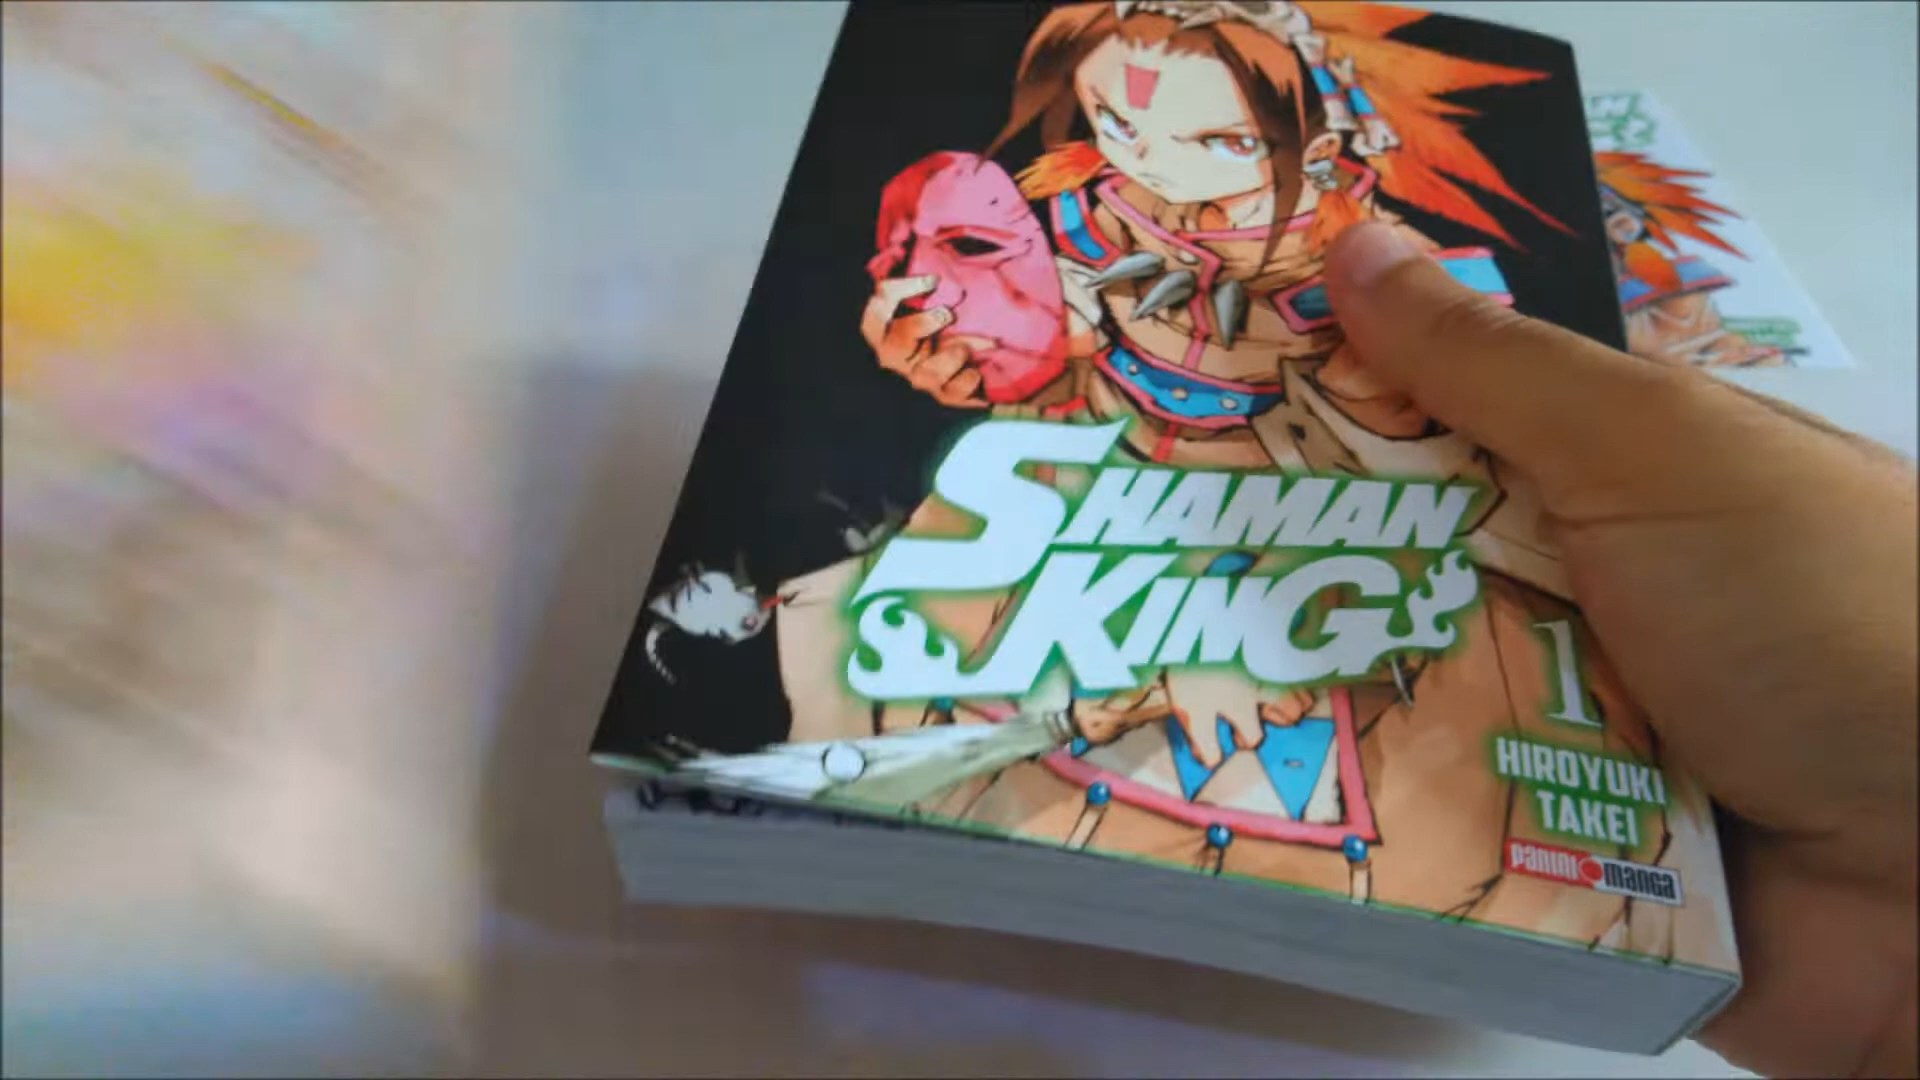 SHAMAN
KING
1
HIROYUKI
TAKEI
PANINI MANGA